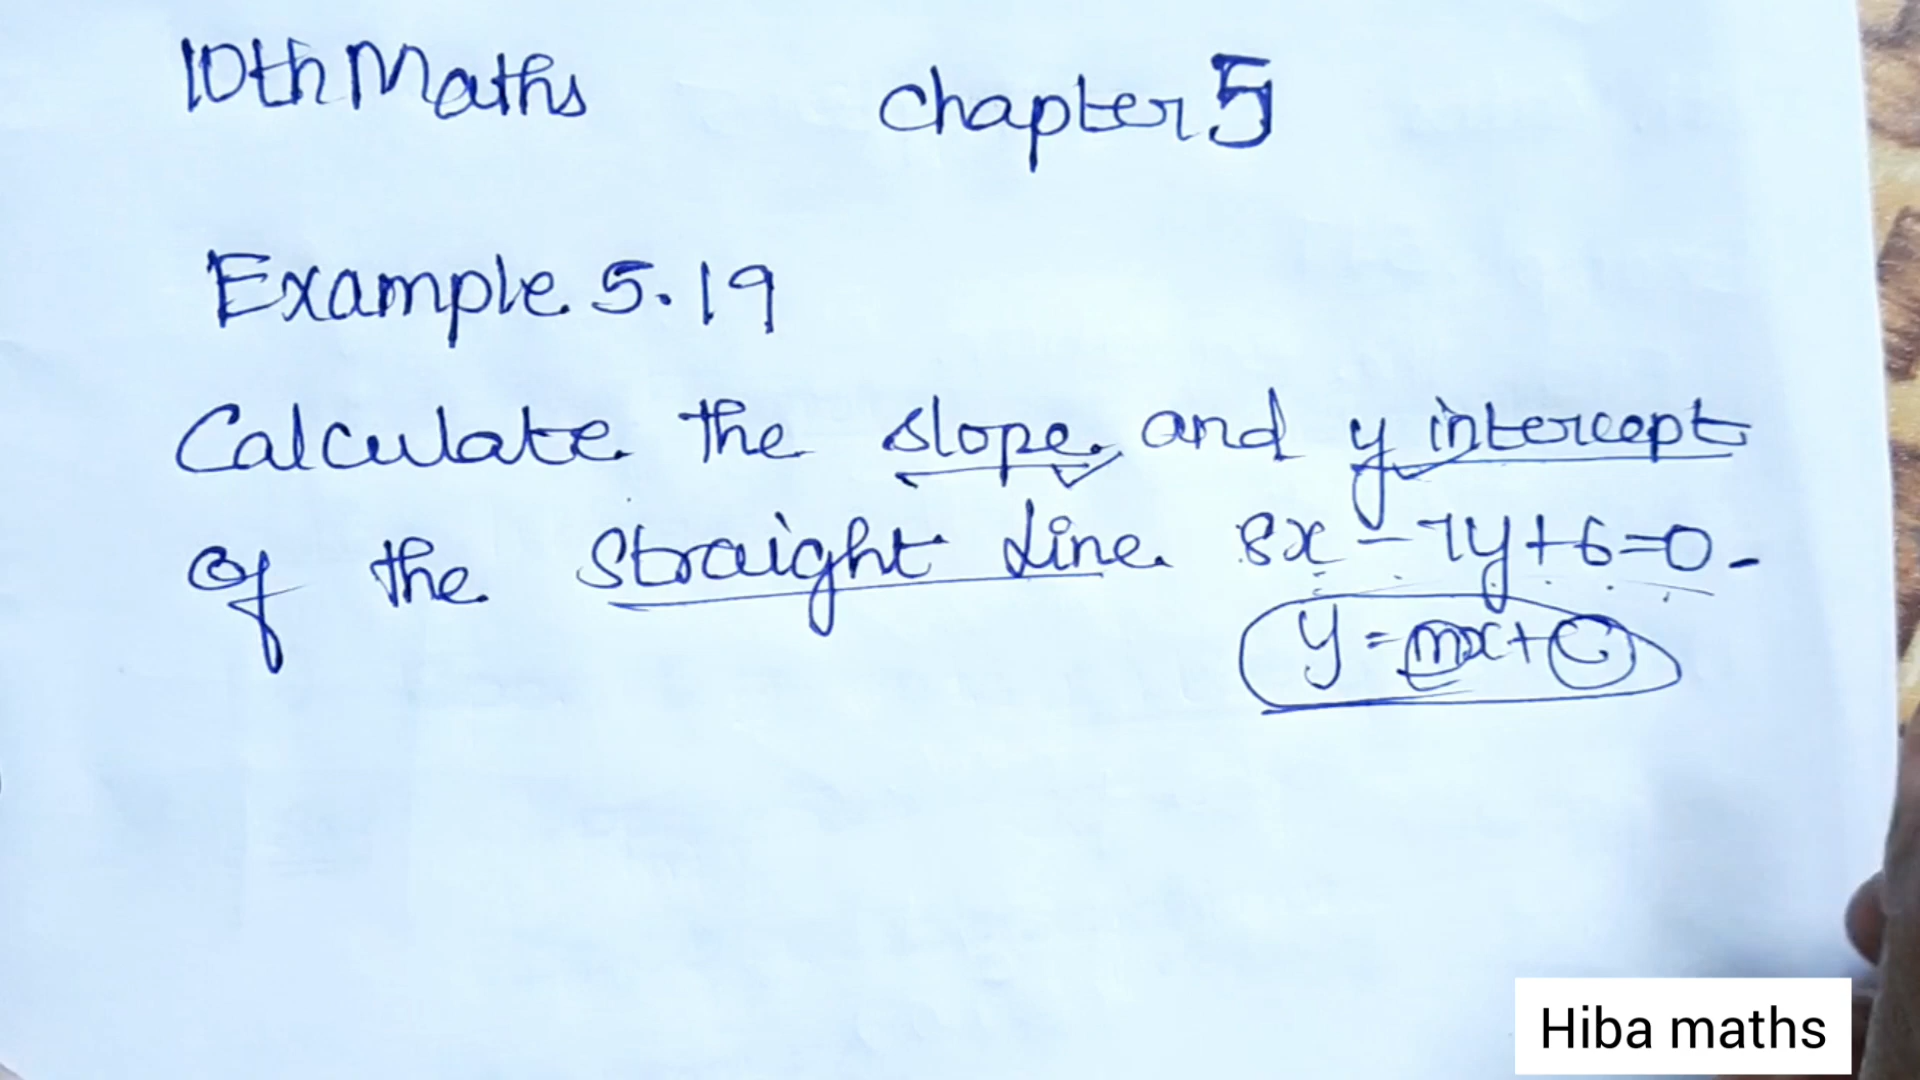 10th Maths chapter 5
Example 5.19
Calculate the slope and y intercept
of the straight Line 8x - 7y + 6 = 0 -
y = mx + c
Hiba maths